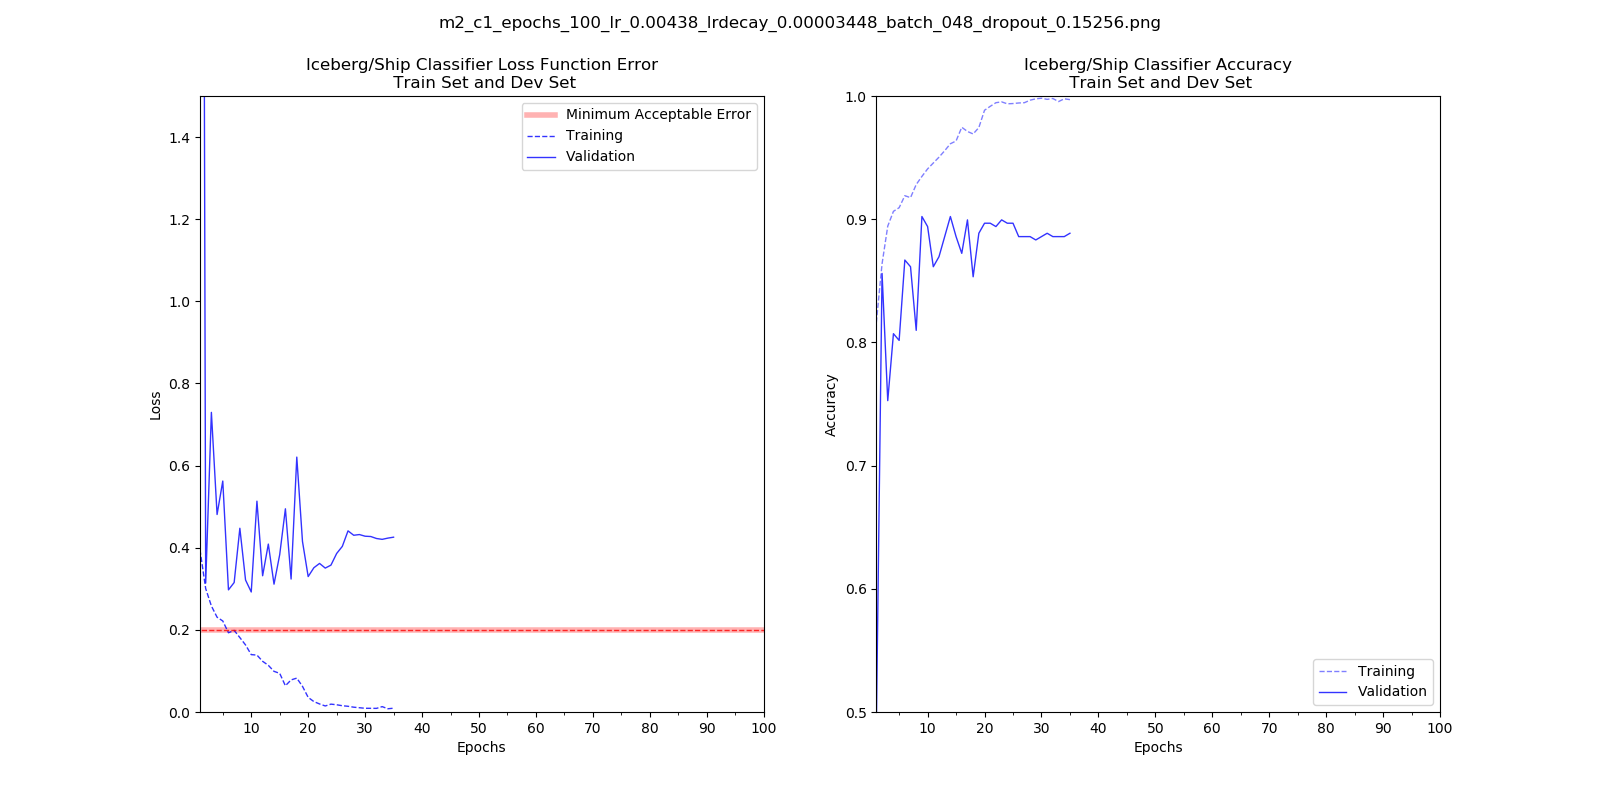 m2_c1_epochs_100_lr_0.00438_lrdecay_0.00003448_batch_048_dropout_0.15256.png
Iceberg/Ship Classifier Loss Function Error
Train Set and Dev Set
Minimum Acceptable Error
Training
Validation
1.4
1.2
1.0
0.8
0.6
0.4
0.2
0.0
Loss
10 20 30 40 50 60 70 80 90 100
Epochs
Iceberg/Ship Classifier Accuracy
Train Set and Dev Set
1.0
0.9
0.8
0.7
0.6
0.5
Accuracy
Training
Validation
10 20 30 40 50 60 70 80 90 100
Epochs